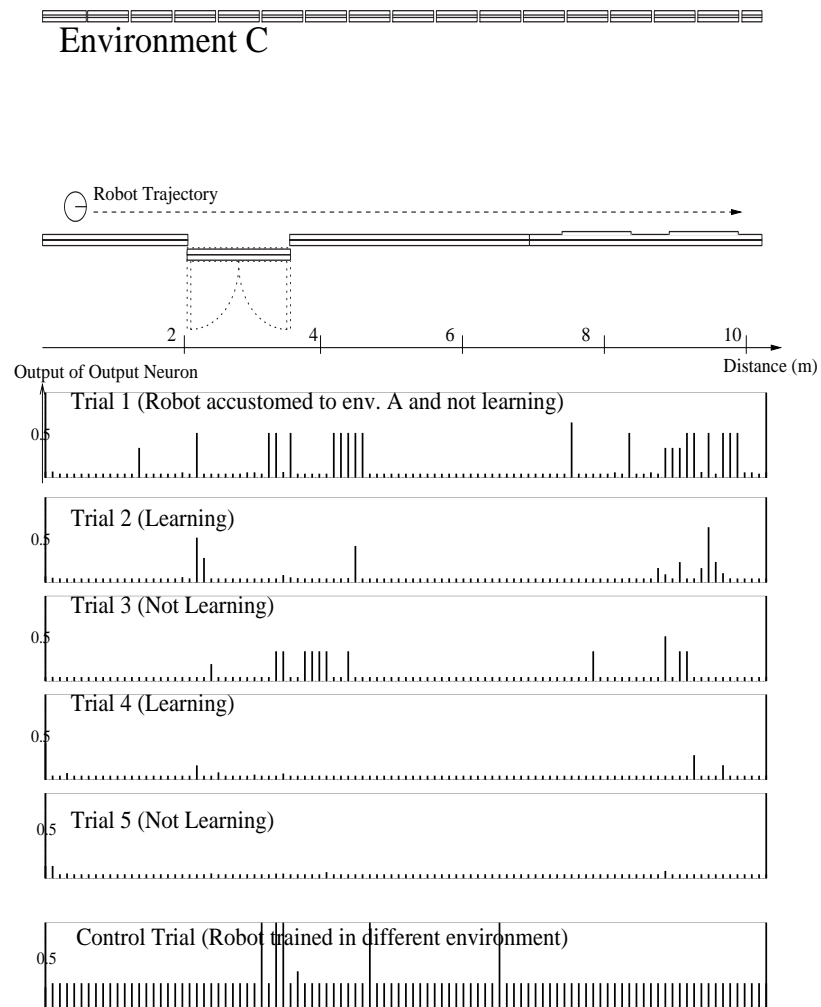 Environment C
Robot Trajectory
2 4 6 8 10
Distance (m)
Output of Output Neuron
Trial 1 (Robot accustomed to env. A and not learning)
0.5
Trial 2 (Learning)
0.5
Trial 3 (Not Learning)
0.5
Trial 4 (Learning)
0.5
Trial 5 (Not Learning)
0.5
Control Trial (Robot trained in different environment)
0.5